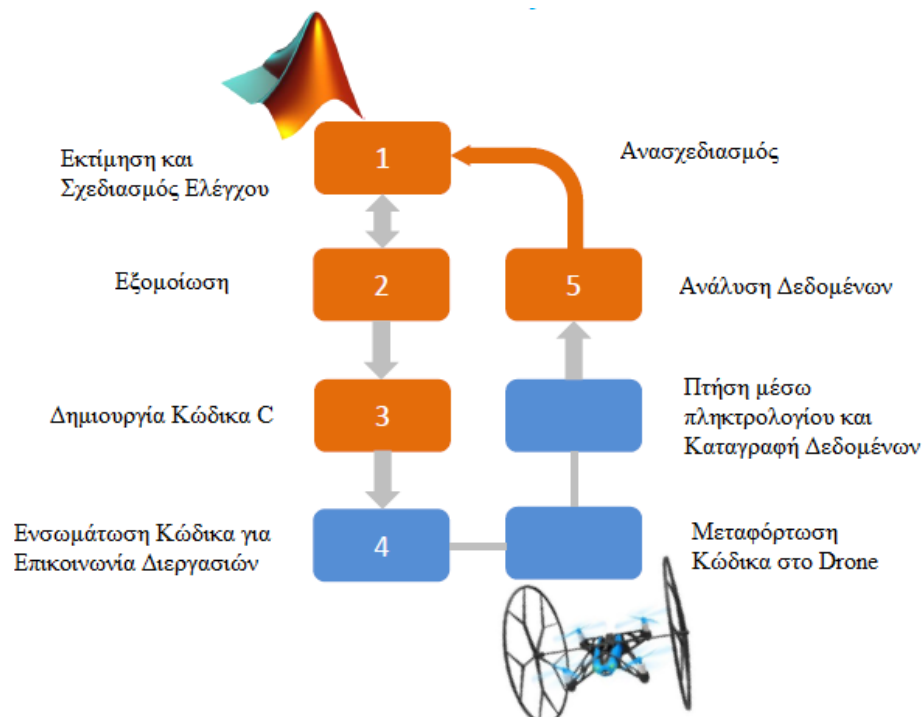 1
Εκτίμηση και
Σχεδιασμός Ελέγχου
2
Εξομοίωση
3
Δημιουργία Κώδικα C
4
Ενσωμάτωση Κώδικα για
Επικοινωνία Διεργασιών
Μεταφόρτωση
Κώδικα στο Drone
Πτήση μέσω
πληκτρολογίου και
Καταγραφή Δεδομένων
5
Ανάλυση Δεδομένων
Ανασχεδιασμός